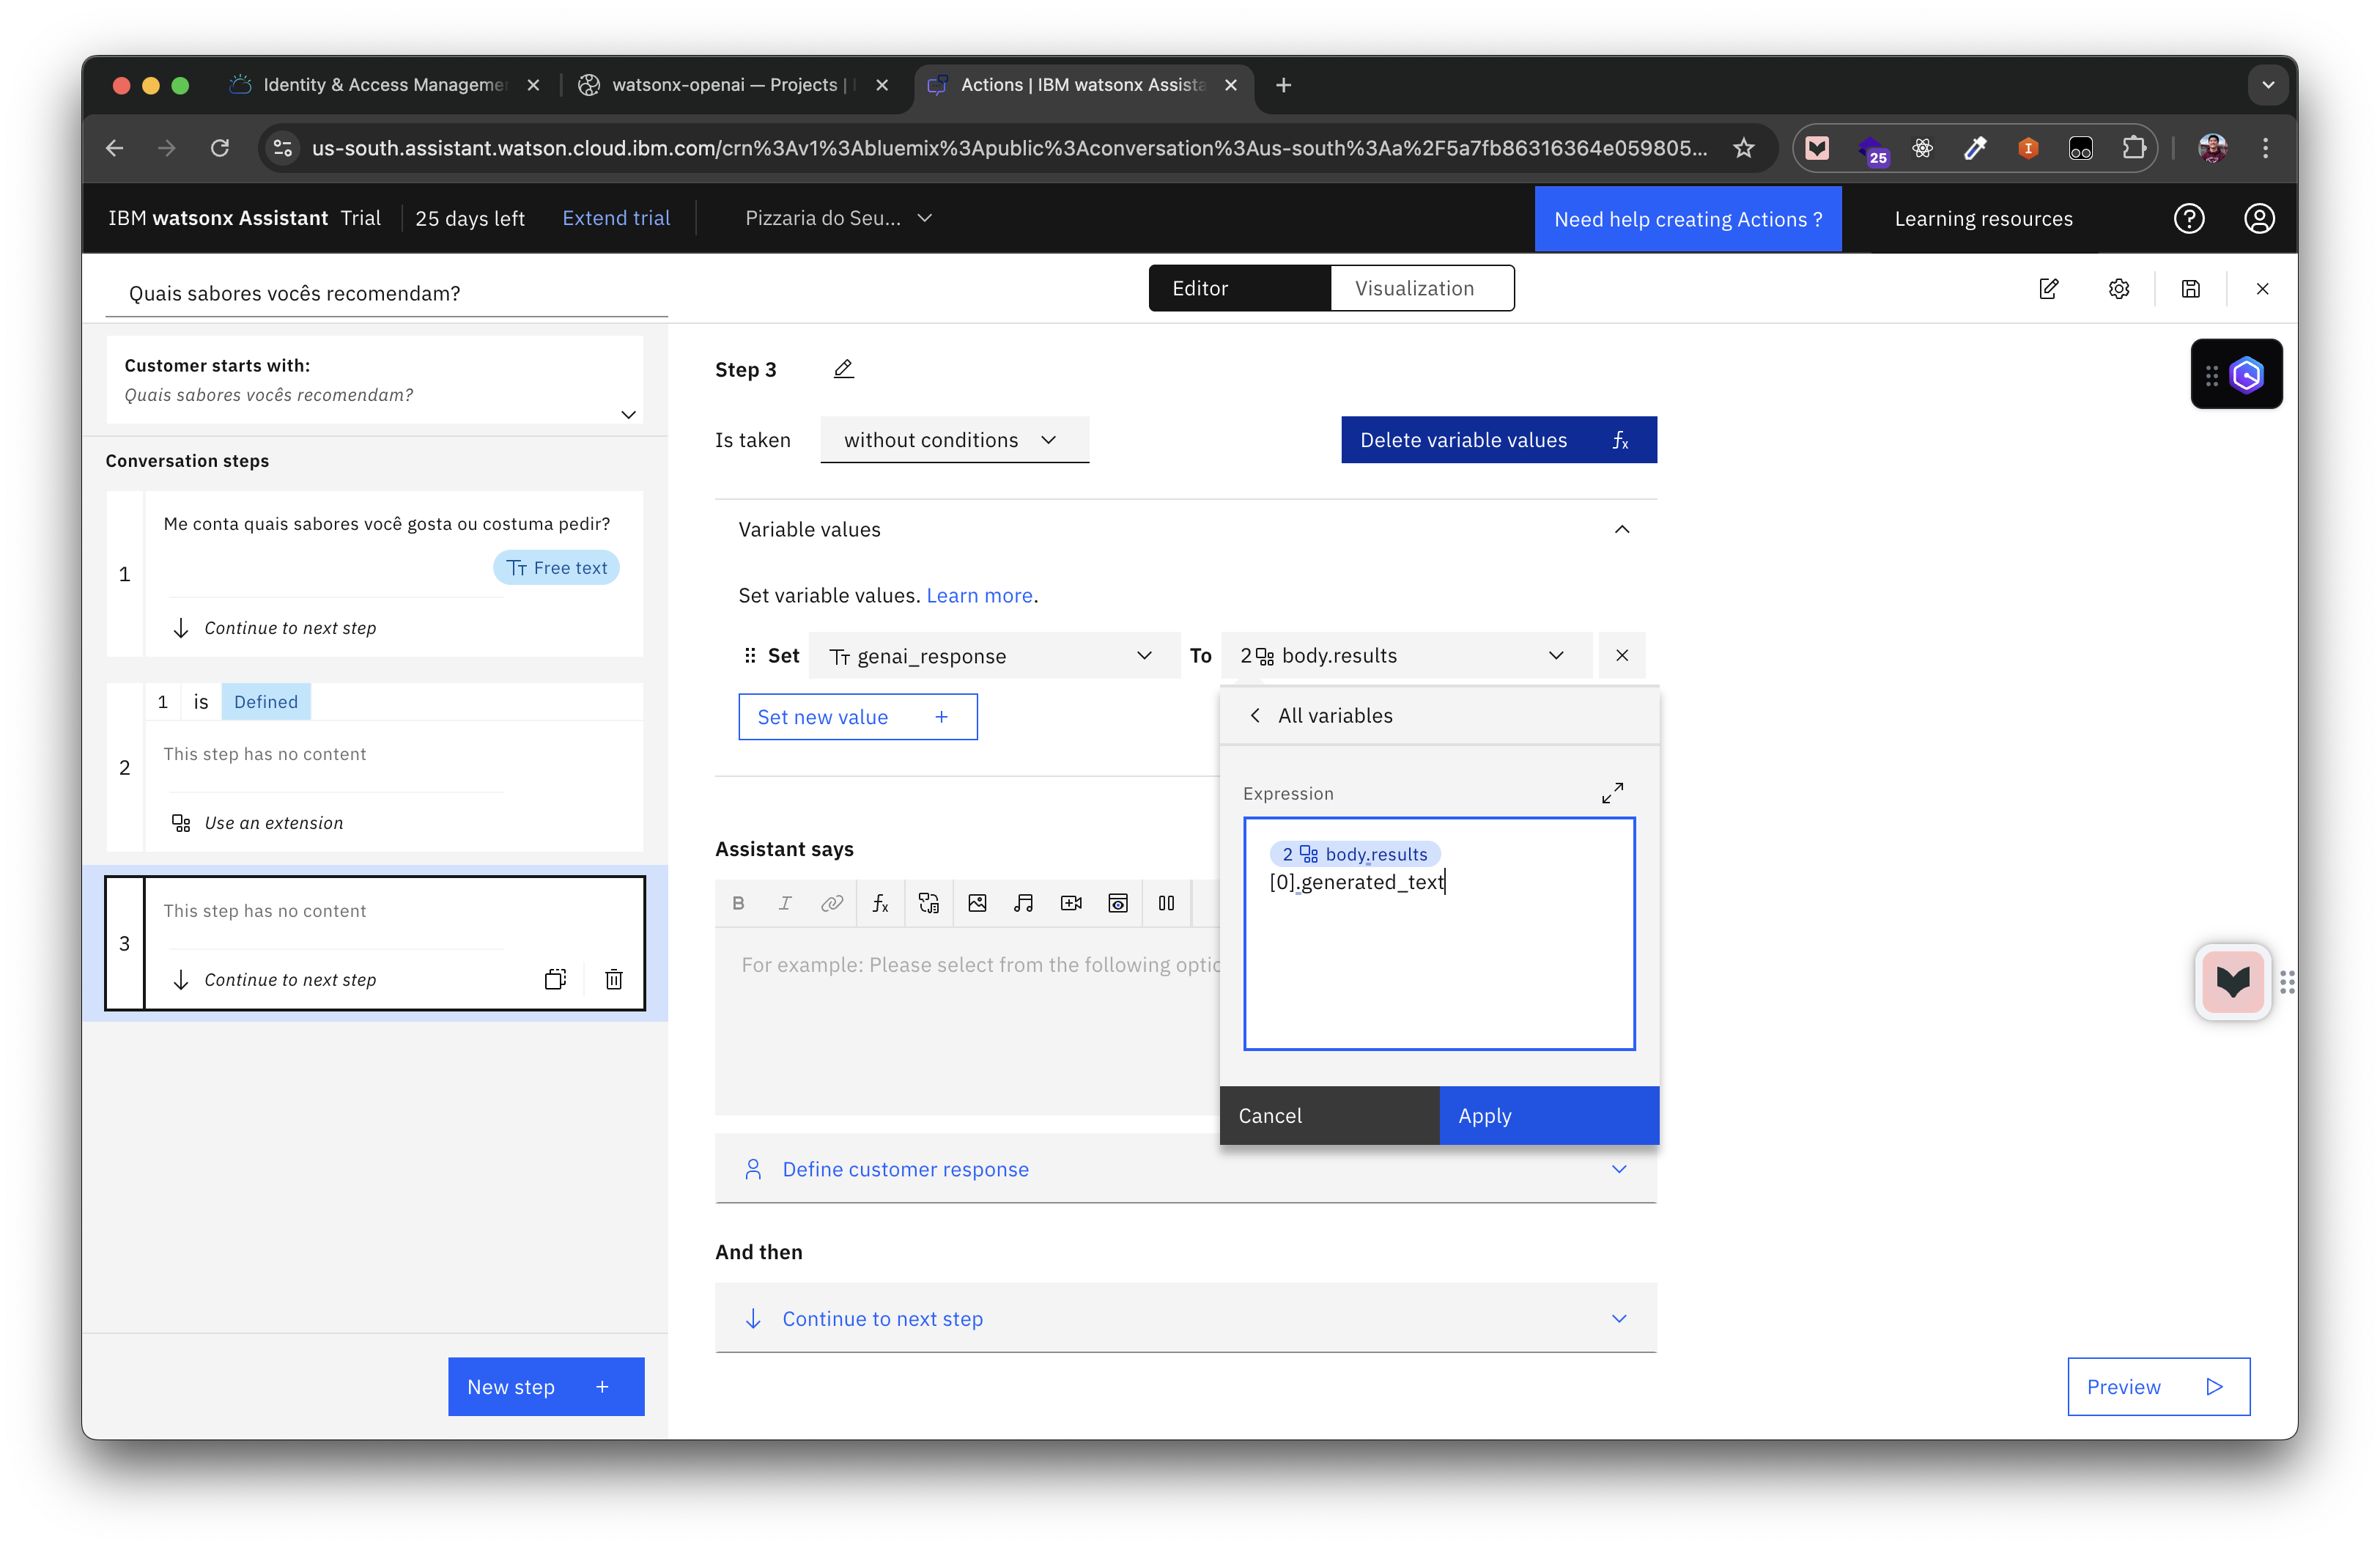 Identity & Access Managemen
watsonx-openai — Projects |
Actions | IBM watsonx Assista
us-south.assistant.watson.cloud.ibm.com/crn%3Av1%3Abluemix%3Apublic%3Aconversation%3Aus-south%3Aa%2F5a7fb86316364e059805...
25
IBM watsonx Assistant Trial
25 days left
Extend trial
Pizzaria do Seu...
Need help creating Actions ?
Learning resources
Quais sabores vocês recomendam?
Editor
Visualization
Customer starts with:
Quais sabores vocês recomendam?
Conversation steps
1
Me conta quais sabores você gosta ou costuma pedir?
Free text
Continue to next step
2
1 is Defined
This step has no content
Use an extension
3
This step has no content
Continue to next step
New step +
Step 3
Is taken
without conditions
Delete variable values fx
Variable values
Set variable values. Learn more.
Set Tт genai_response To 2 body.results
Set new value +
All variables
Expression
2 body.results
[0].generated_text
Cancel
Apply
Assistant says
B I fx
For example: Please select from the following optio
Define customer response
And then
Continue to next step
Preview